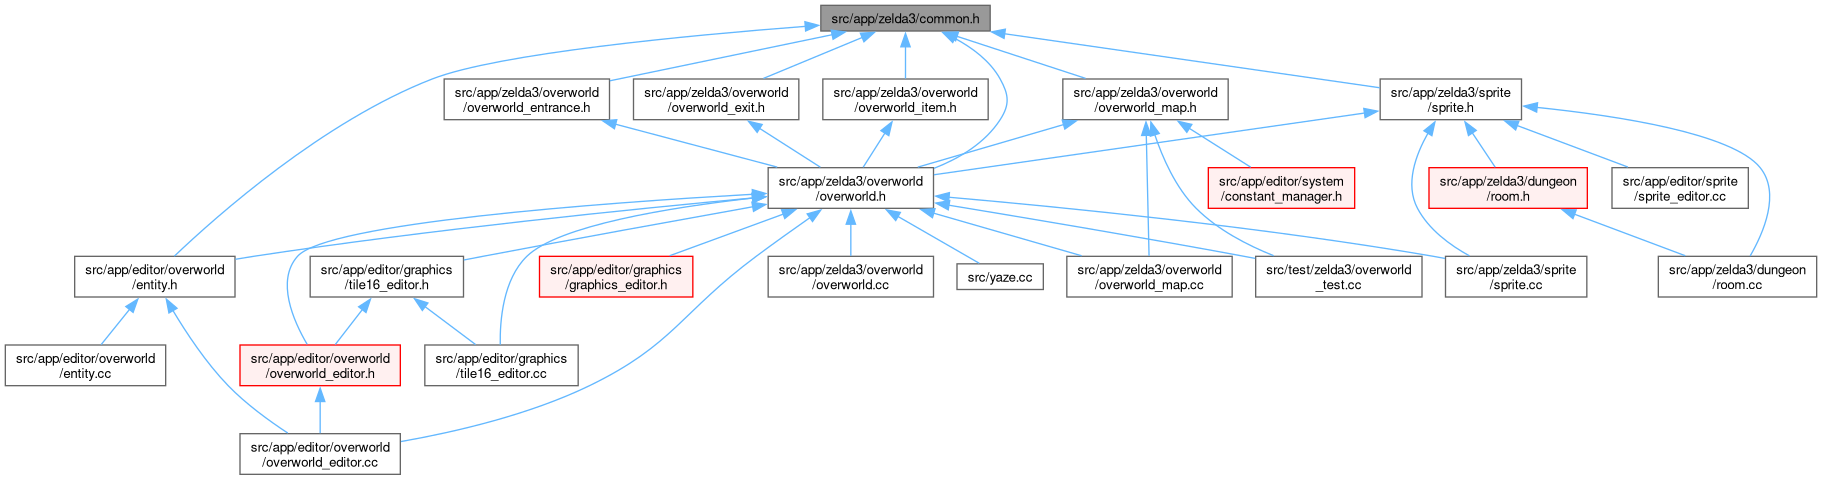 src/app/zelda3/common.h
src/app/zelda3/overworld
/overworld_entrance.h
src/app/zelda3/overworld
/overworld_exit.h
src/app/zelda3/overworld
/overworld_item.h
src/app/zelda3/overworld
/overworld_map.h
src/app/zelda3/sprite
/sprite.h
src/app/zelda3/overworld
/overworld.h
src/app/editor/system
/constant_manager.h
src/app/zelda3/dungeon
/room.h
src/app/editor/sprite
/sprite_editor.cc
src/app/editor/overworld
/entity.h
src/app/editor/graphics
/tile16_editor.h
src/app/editor/graphics
/graphics_editor.h
src/app/zelda3/overworld
/overworld.cc
src/yaze.cc
src/app/zelda3/overworld
/overworld_map.cc
src/test/zelda3/overworld
_test.cc
src/app/zelda3/sprite
/sprite.cc
src/app/zelda3/dungeon
/room.cc
src/app/editor/overworld
/entity.cc
src/app/editor/overworld
/overworld_editor.h
src/app/editor/graphics
/tile16_editor.cc
src/app/editor/overworld
/overworld_editor.cc